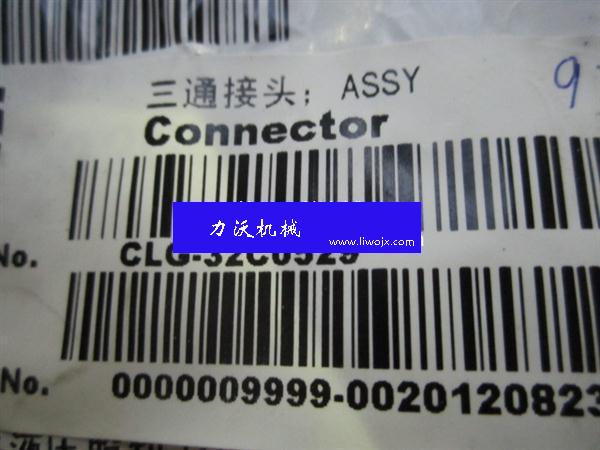 三通接头；ASSY
9
Connector
力沃机械
www.liwojx.com
No. CLG-32C0529
No. 0000009999-0020120823